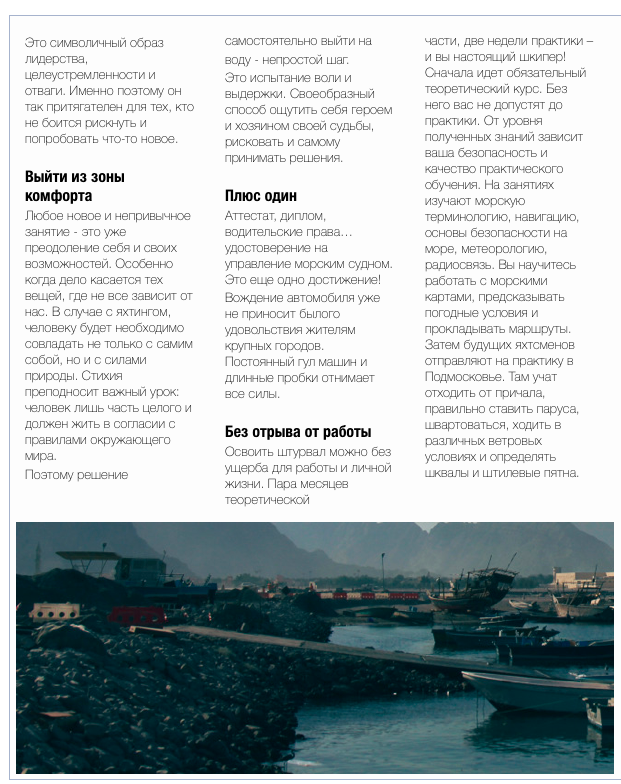 Это символичный образ
лидерства,
целеустремленности и
отваги. Именно поэтому он
так притягателен для тех, кто
не боится рискнуть и
попробовать что-то новое.
Выйти из зоны
комфорта
Любое новое и непривычное
занятие - это уже
преодоление себя и своих
возможностей. Особенно
когда дело касается тех
вещей, где не все зависит от
нас. В случае с яхтингом,
человеку будет необходимо
совладать не только с самим
собой, но и с силами
природы. Стихия
преподносит важный урок:
человек лишь часть целого и
должен жить в согласии с
правилами окружающего
мира.
Поэтому решение
самостоятельно выйти на
воду - непростой шаг.
Это испытание воли и
выдержки. Своеобразный
способ ощутить себя героем
и хозяином своей судьбы,
рисковать и самому
принимать решения.
Плюс один
Аттестат, диплом,
водительские права…
удостоверение на
управление морским судном.
Это еще одно достижение!
Вождение автомобиля уже
не приносит былого
удовольствия жителям
крупных городов.
Постоянный гул машин и
длинные пробки отнимает
все силы.
Без отрыва от работы
Освоить штурвал можно без
ущерба для работы и личной
жизни. Пара месяцев
теоретической
части, две недели практики –
и вы настоящий шкипер!
Сначала идет обязательный
теоретический курс. Без
него вас не допустят до
практики. От уровня
полученных знаний зависит
ваша безопасность и
качество практического
обучения. На занятиях
изучают морскую
терминологию, навигацию,
основы безопасности на
море, метеорологию,
радиосвязь. Вы научитесь
работать с морскими
картами, предсказывать
погодные условия и
прокладывать маршруты.
Затем будущих яхтсменов
отправляют на практику в
Подмосковье. Там учат
отходить от причала,
правильно ставить паруса,
швартоваться, ходить в
различных ветровых
условиях и определять
шквалы и штилевые пятна.